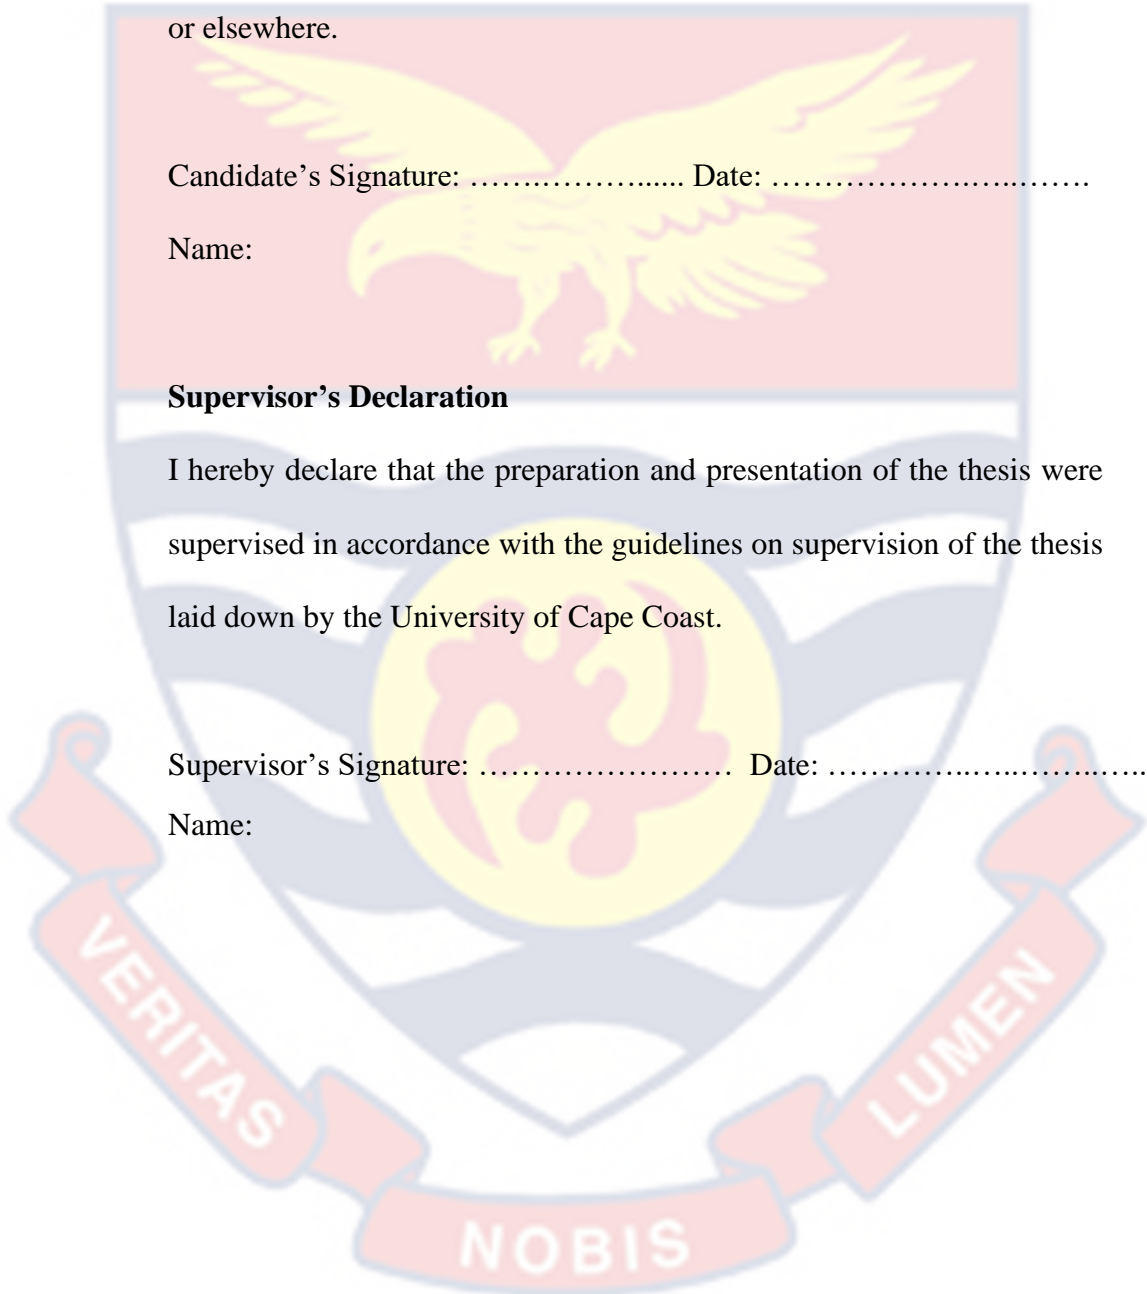 or elsewhere.
Candidate’s Signature: …….………...... Date: ……………….…..…….
Name:
Supervisor’s Declaration
I hereby declare that the preparation and presentation of the thesis were
supervised in accordance with the guidelines on supervision of the thesis
laid down by the University of Cape Coast.
Supervisor’s Signature: …………………… Date: …………..…..……..…..
Name:
VERITAS
NOBIS
LUMEN